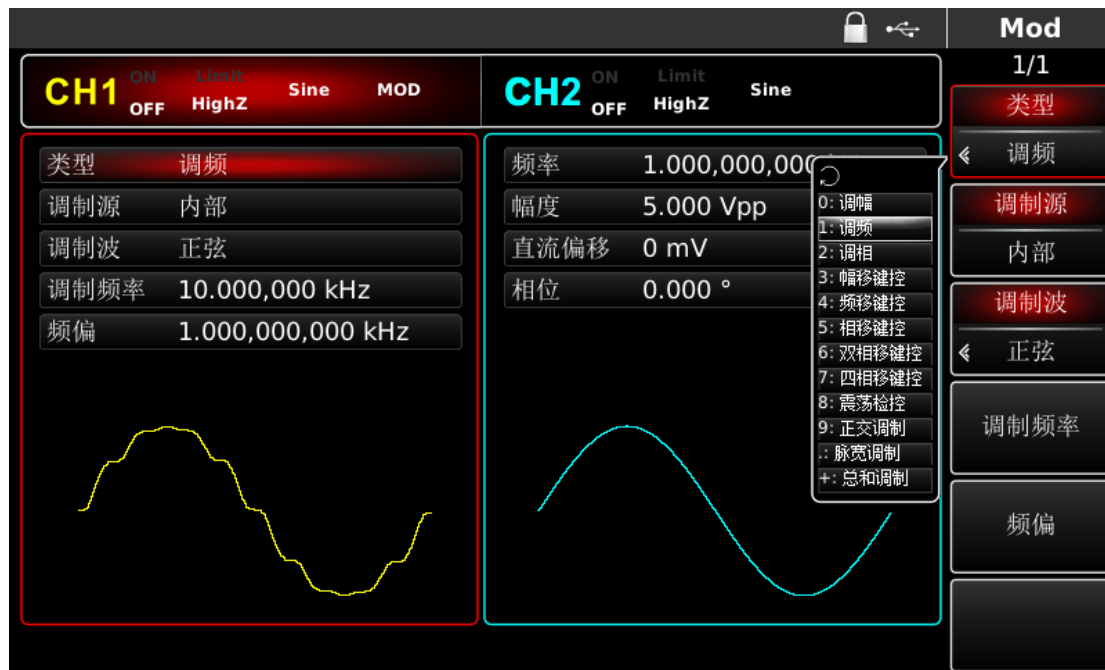 Mod
1/1
CH1 ON OFF Limit HighZ Sine MOD
CH2 ON OFF Limit HighZ Sine
类型 调频
调制源 内部
调制波 正弦
调制频率 10.000,000 kHz
频偏 1.000,000,000 kHz
频率 1.000,000,000
幅度 5.000 Vpp
直流偏移 0 mV
相位 0.000 °
0: 调幅
1: 调频
2: 调相
3: 幅移键控
4: 频移键控
5: 相移键控
6: 双相移键控
7: 四相移键控
8: 震荡检控
9: 正交调制
.: 脉宽调制
+: 总和调制
类型
调频
调制源
内部
调制波
正弦
调制频率
频偏